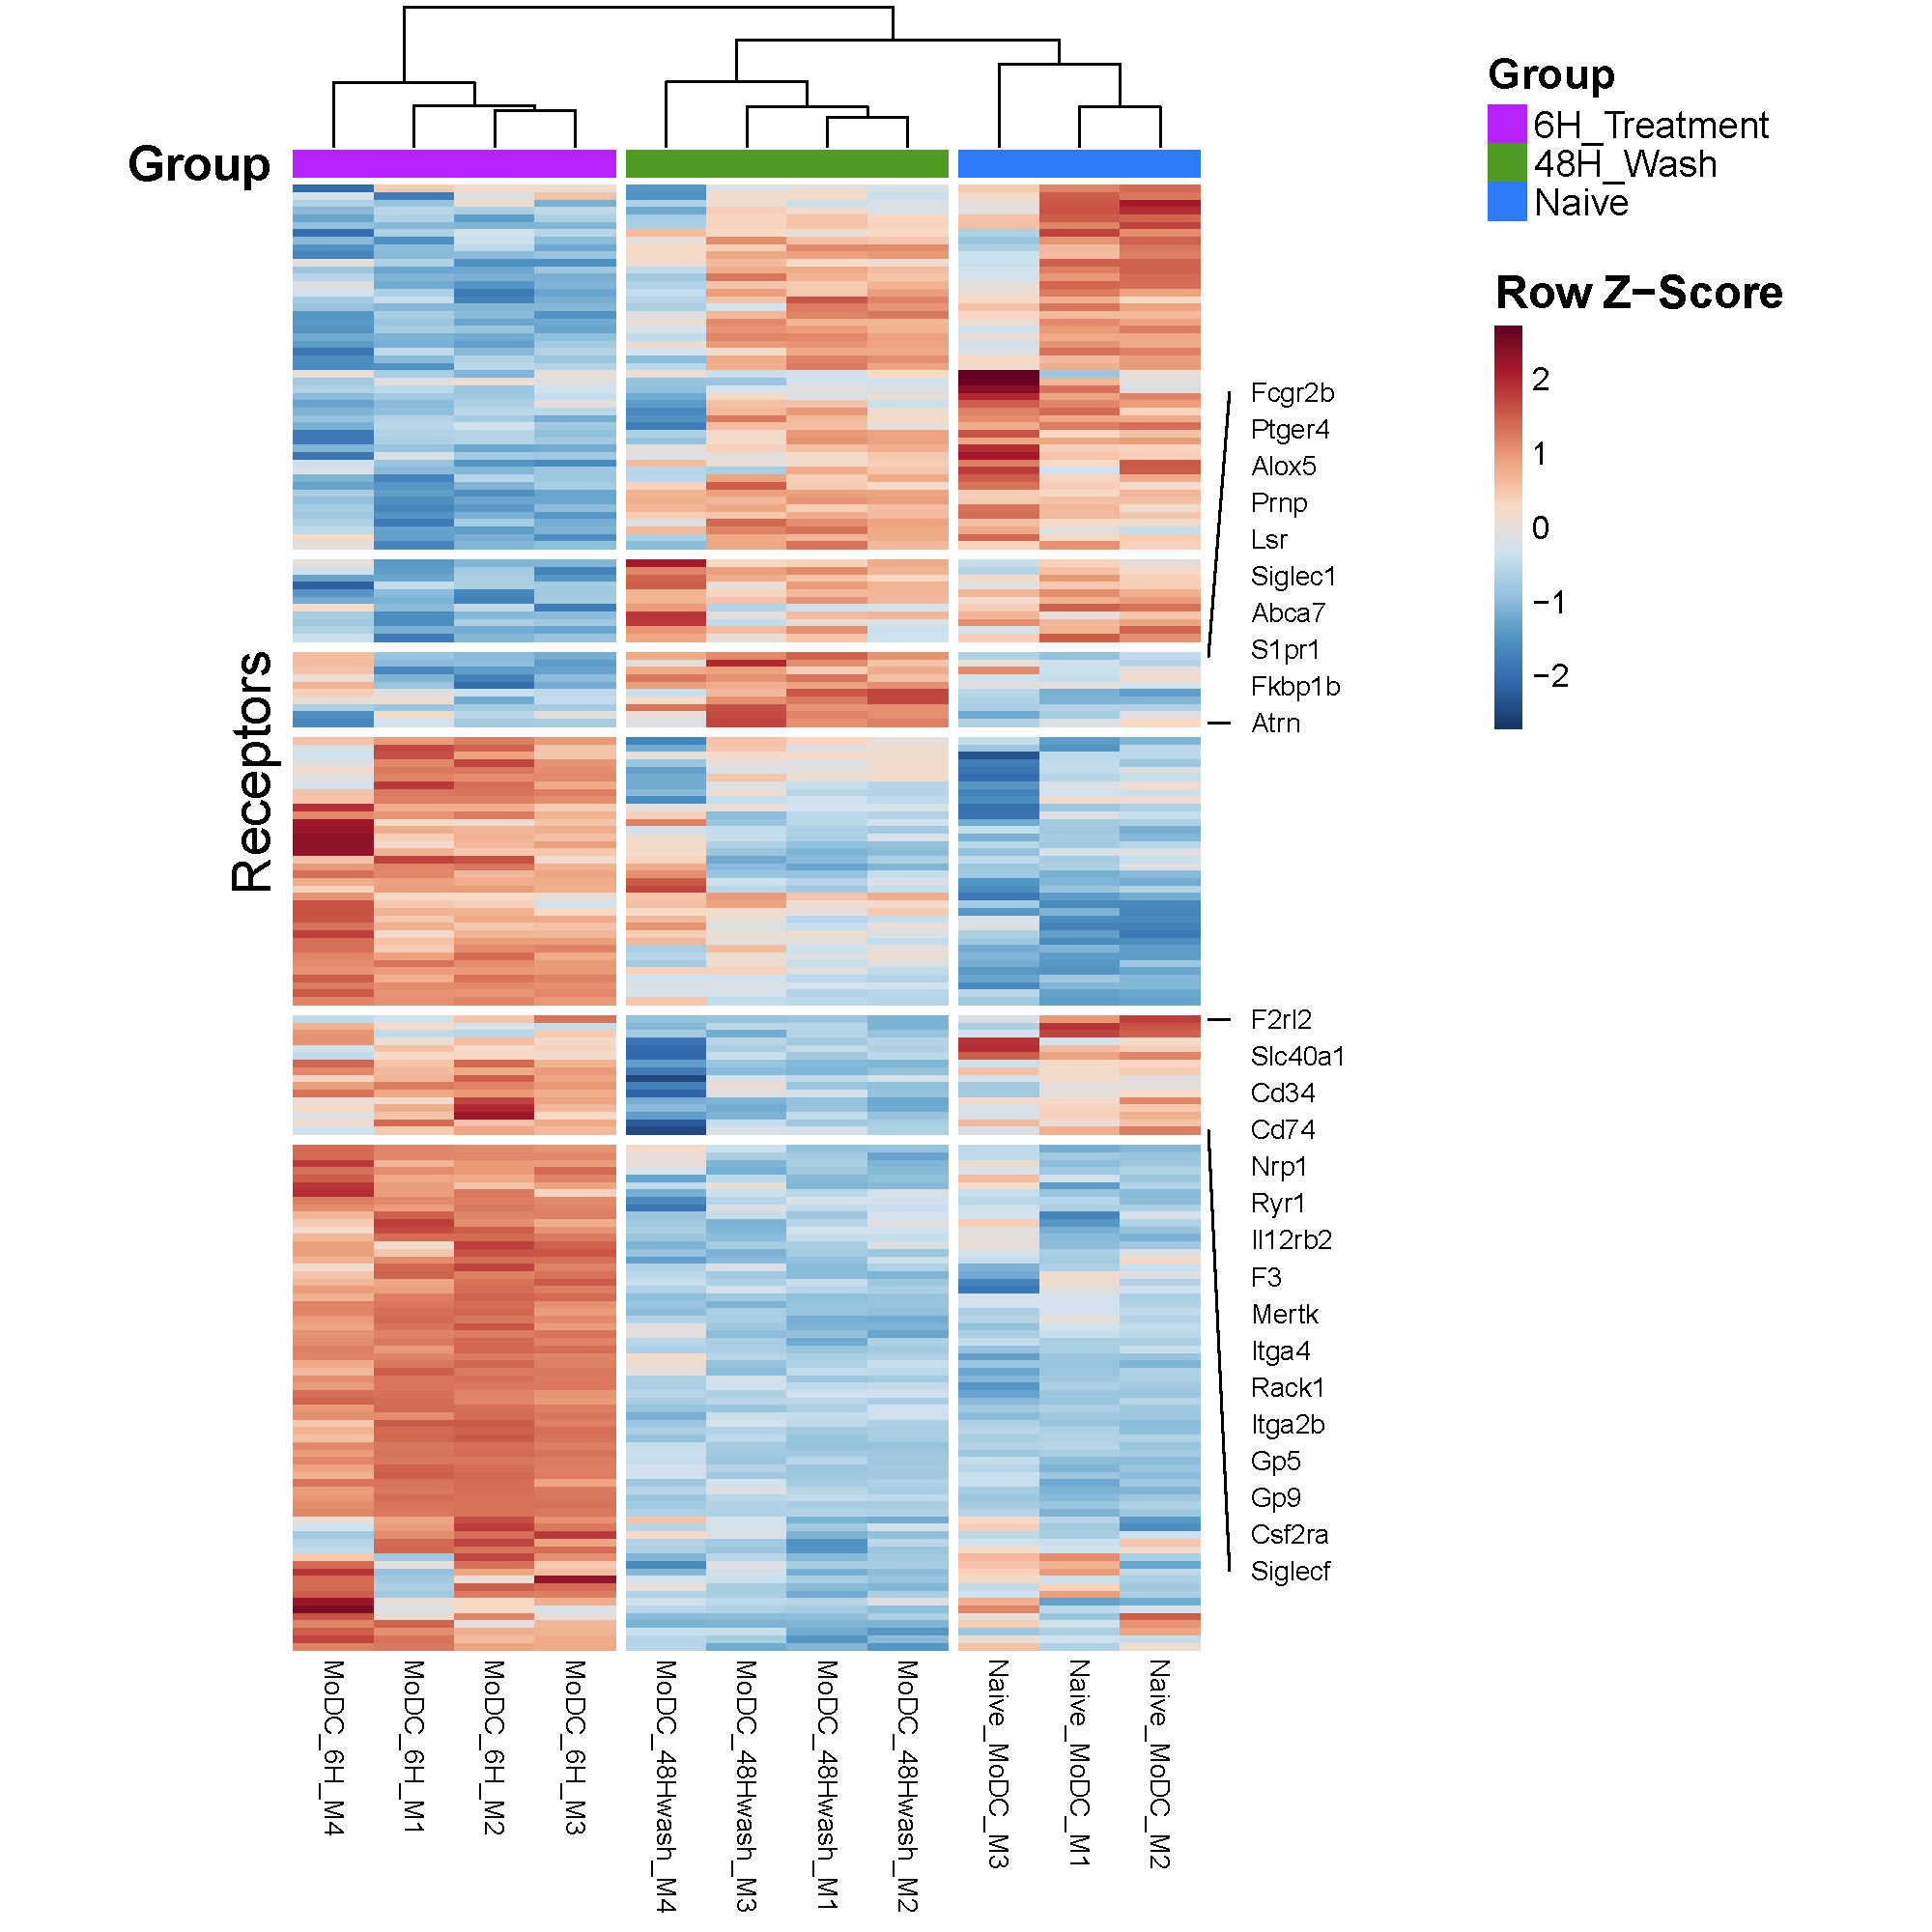 Group
6H_Treatment
48H_Wash
Naive
Group
Row Z−Score
2
1
0
−1
−2
Receptors
Fcgr2b
Ptger4
Alox5
Prnp
Lsr
Siglec1
Abca7
S1pr1
Fkbp1b
Atrn
F2rl2
Slc40a1
Cd34
Cd74
Nrp1
Ryr1
Il12rb2
F3
Mertk
Itga4
Rack1
Itga2b
Gp5
Gp9
Csf2ra
Siglecf
MoDC_6H_M4
MoDC_6H_M1
MoDC_6H_M2
MoDC_6H_M3
MoDC_48Hwash_M4
MoDC_48Hwash_M3
MoDC_48Hwash_M1
MoDC_48Hwash_M2
Naive_MoDC_M3
Naive_MoDC_M1
Naive_MoDC_M2